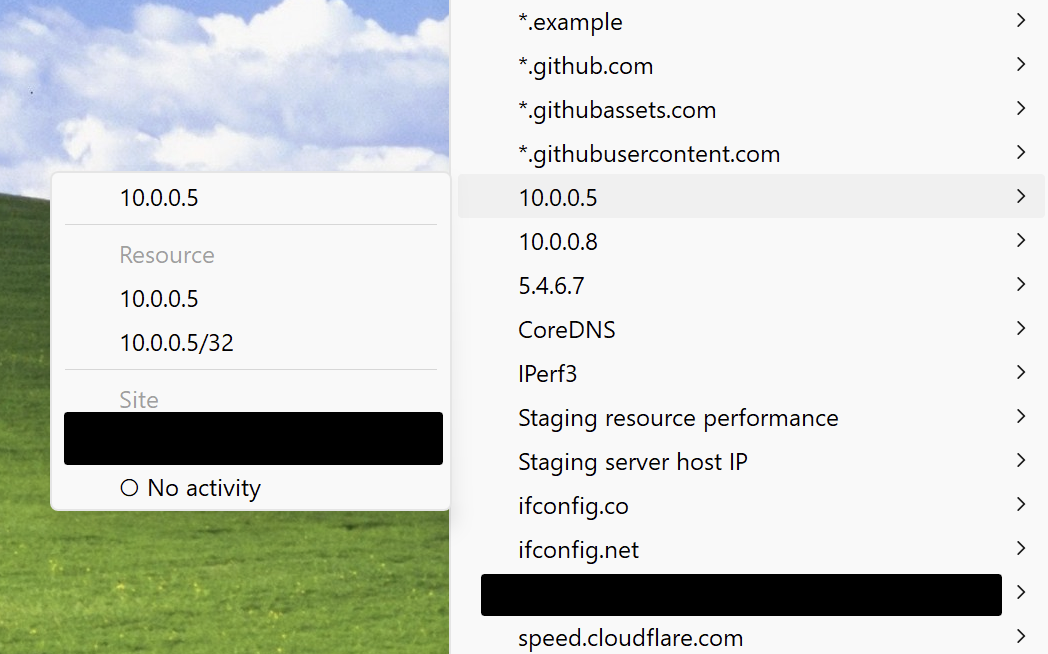 10.0.0.5
Resource
10.0.0.5
10.0.0.5/32
Site
No activity
*.example
*.github.com
*.githubassets.com
*.githubusercontent.com
10.0.0.5
10.0.0.8
5.4.6.7
CoreDNS
IPerf3
Staging resource performance
Staging server host IP
ifconfig.co
ifconfig.net
speed.cloudflare.com